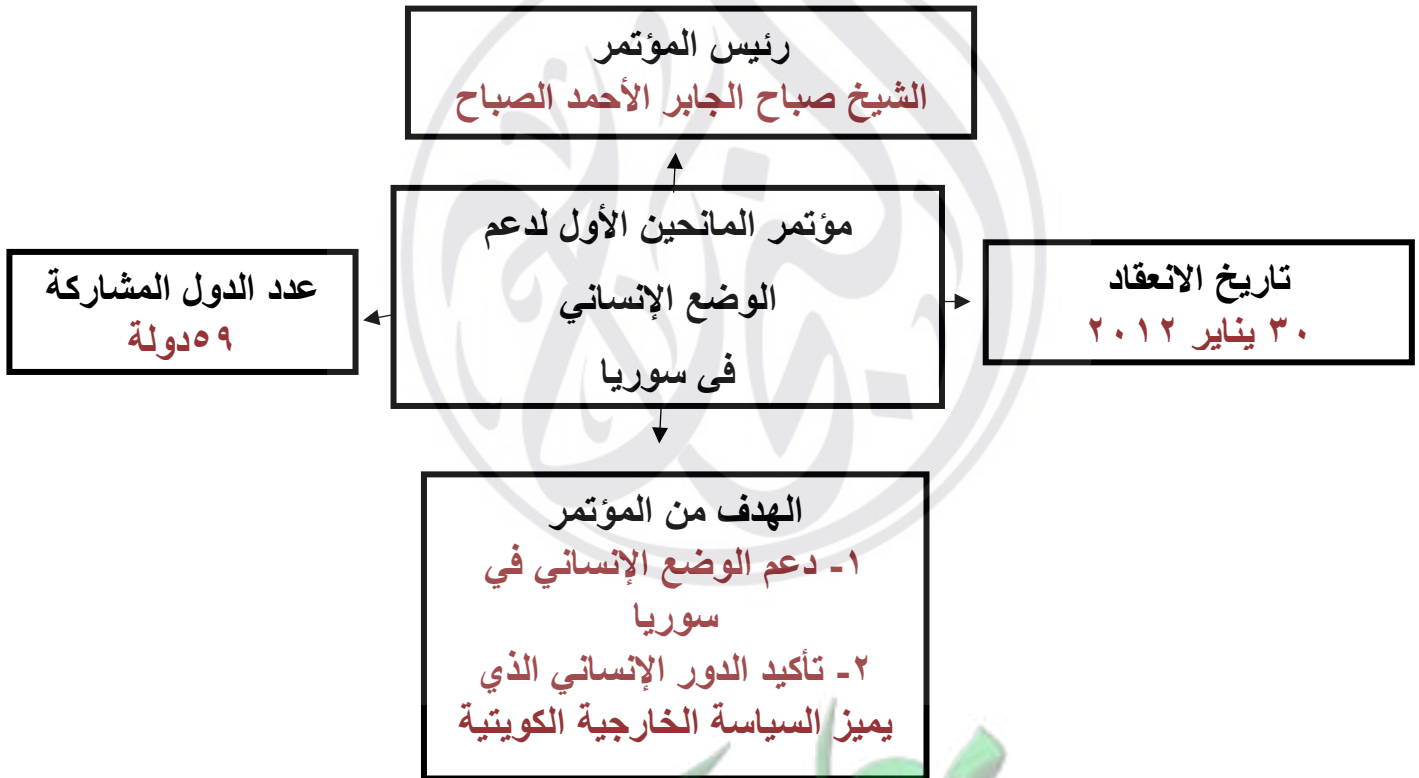 رئيس المؤتمر
الشيخ صباح الجابر الأحمد الصباح
مؤتمر المانحين الأول لدعم
الوضع الإنساني
فى سوريا
تاريخ الانعقاد
٣٠ يناير ٢٠١٢
عدد الدول المشاركة
٥٩دولة
الهدف من المؤتمر
١- دعم الوضع الإنساني في
سوريا
٢- تأكيد الدور الإنساني الذي
يميز السياسة الخارجية الكويتية